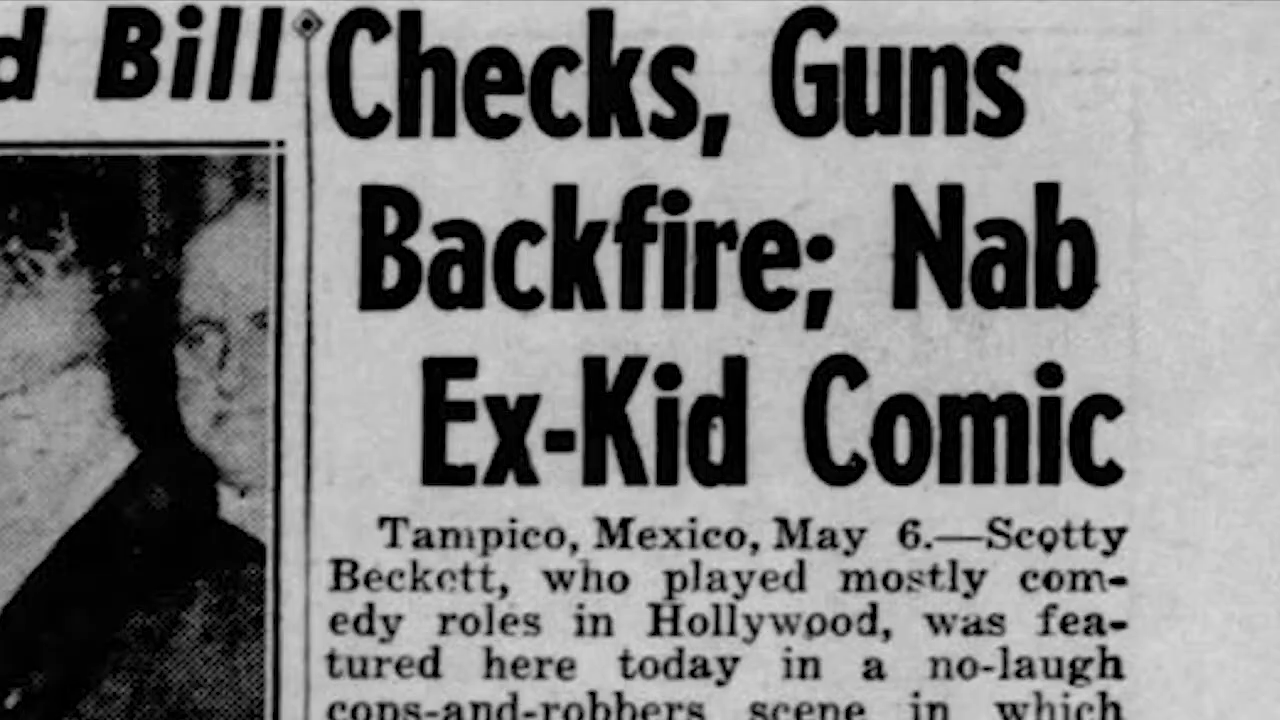 d Bill
Checks, Guns
Backfire; Nab
Ex-Kid Comic
Tampico, Mexico, May 6.—Scotty
Beckett, who played mostly com-
edy roles in Hollywood, was fea-
tured here today in a no-laugh
cops-and-robbers scene in which